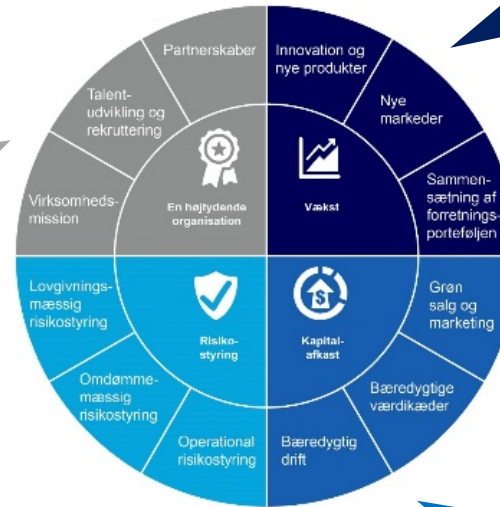 Partnerskaber
Innovation og
nye produkter
Talent-
udvikling og
rekruttering
Nye
markeder
Virksomheds-
mission
En højtydende
organisation
Vækst
Sammen-
sætning af
forretnings-
porteføljen
Lovgivnings-
mæssig
risikostyring
Risiko-
styring
$
Kapital-
afkast
Grøn
salg og
marketing
Omdømme-
mæssig
risikostyring
Bæredygtige
værdikæder
Operational
risikostyring
Bæredygtig
drift